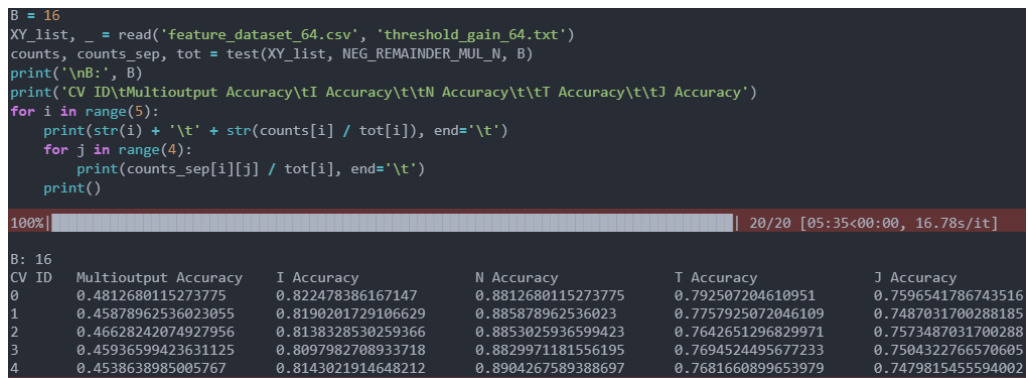 B = 16
XY_list, _ = read('feature_dataset_64.csv', 'threshold_gain_64.txt')
counts, counts_sep, tot = test(XY_list, NEG_REMAINDER_MUL_N, B)
print('\nB:', B)
print('CV ID\tMultioutput Accuracy\tI Accuracy\t\tN Accuracy\t\tT Accuracy\t\tJ Accuracy')
for i in range(5):
    print(str(i) + '\t' + str(counts[i] / tot[i]), end='\t')
    for j in range(4):
        print(counts_sep[i][j] / tot[i], end='\t')
    print()
100%| | 20/20 [05:35<00:00, 16.78s/it]
B: 16
CV ID Multioutput Accuracy I Accuracy N Accuracy T Accuracy J Accuracy
0 0.4812680115273775 0.822478386167147 0.8812680115273775 0.792507204610951 0.7596541786743516
1 0.45878962536023055 0.8190201729106629 0.885878962536023 0.7757925072046109 0.7487031700288185
2 0.46628242074927956 0.8138328530259366 0.8853025936599423 0.7642651296829971 0.7573487031700288
3 0.45936599423631125 0.8097982708933718 0.8829971181556195 0.7694524495677233 0.7504322766570605
4 0.4538638985005767 0.8143021914648212 0.8904267589388697 0.7681660899653979 0.7479815455594002